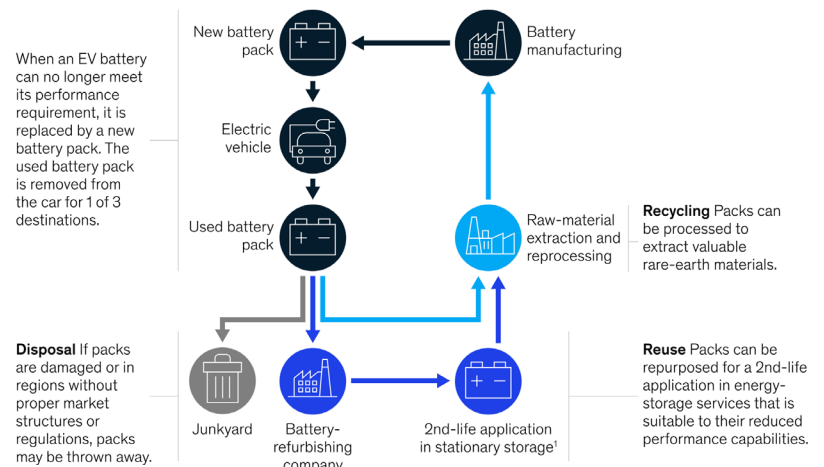 New battery
pack
Battery
manufacturing
When an EV battery
can no longer meet
its performance
requirement, it is
replaced by a new
battery pack. The
used battery pack
is removed from
the car for 1 of 3
destinations.
Electric
vehicle
Used battery
pack
Raw-material
extraction and
reprocessing
Recycling Packs can
be processed to
extract valuable
rare-earth materials.
Disposal If packs
are damaged or in
regions without
proper market
structures or
regulations, packs
may be thrown away.
Junkyard
Battery-
refurbishing
company
2nd-life application
in stationary storage¹
Reuse Packs can be
repurposed for a 2nd-life
application in energy-
storage services that is
suitable to their reduced
performance capabilities.